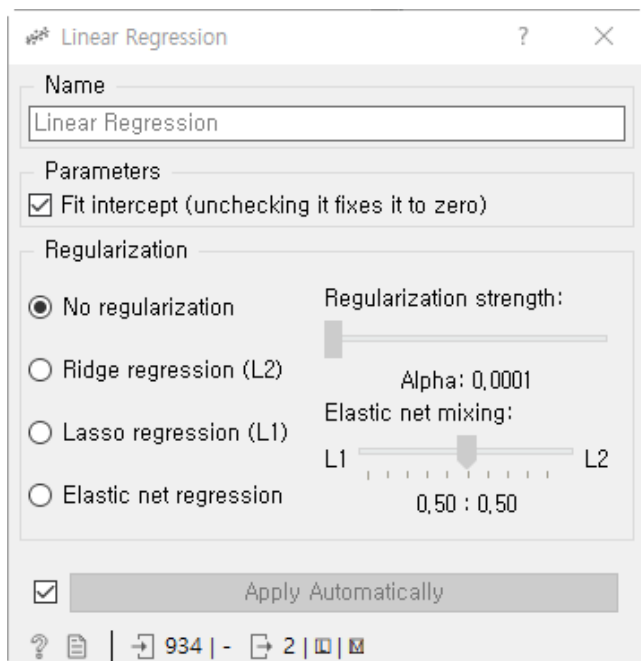 Linear Regression ? ×
Name
Linear Regression
Parameters
Fit intercept (unchecking it fixes it to zero)
Regularization
No regularization
Ridge regression (L2)
Lasso regression (L1)
Elastic net regression
Regularization strength:
Alpha: 0,0001
Elastic net mixing:
L1 L2
0,50 : 0,50
Apply Automatically
? 934 | - 2 | L | M